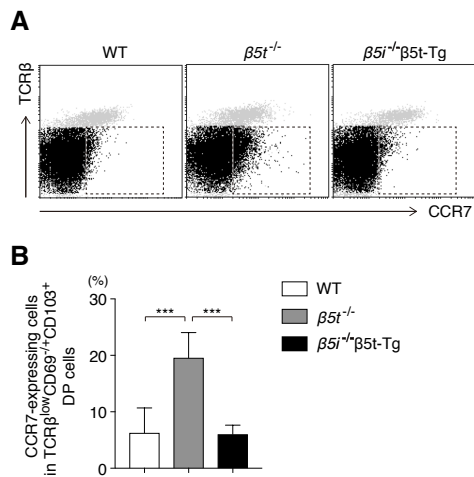 A
WT
β5t-/-
β5i-/-β5t-Tg
TCRβ
CCR7
B
(%)
30
20
10
0
CCR7-expressing cells
in TCRβlowCD69-/+CD103+
DP cells
***
***
WT
β5t-/-
β5i-/-β5t-Tg